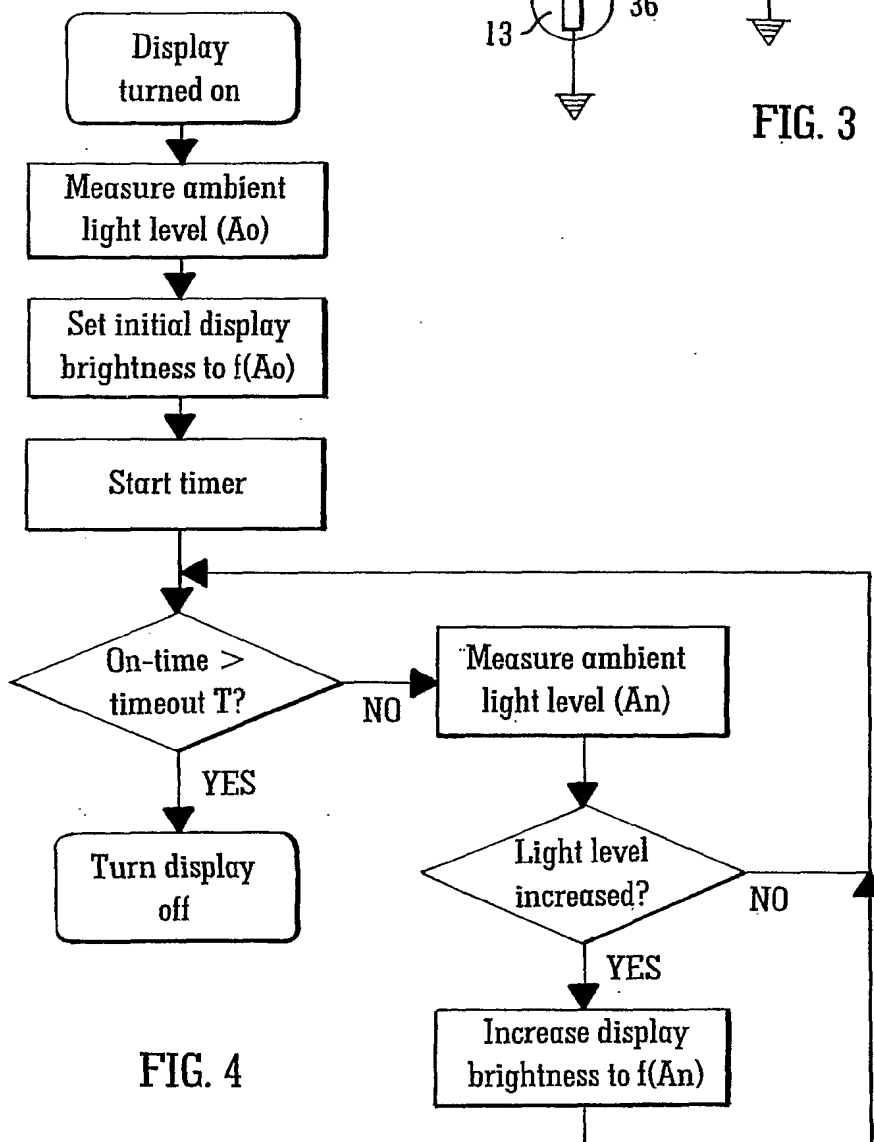 13
36
FIG. 3
Display
turned on
Measure ambient
light level (Ao)
Set initial display
brightness to f(Ao)
Start timer
On-time >
timeout T?
NO
YES
Turn display
off
Measure ambient
light level (An)
Light level
increased?
NO
YES
Increase display
brightness to f(An)
FIG. 4